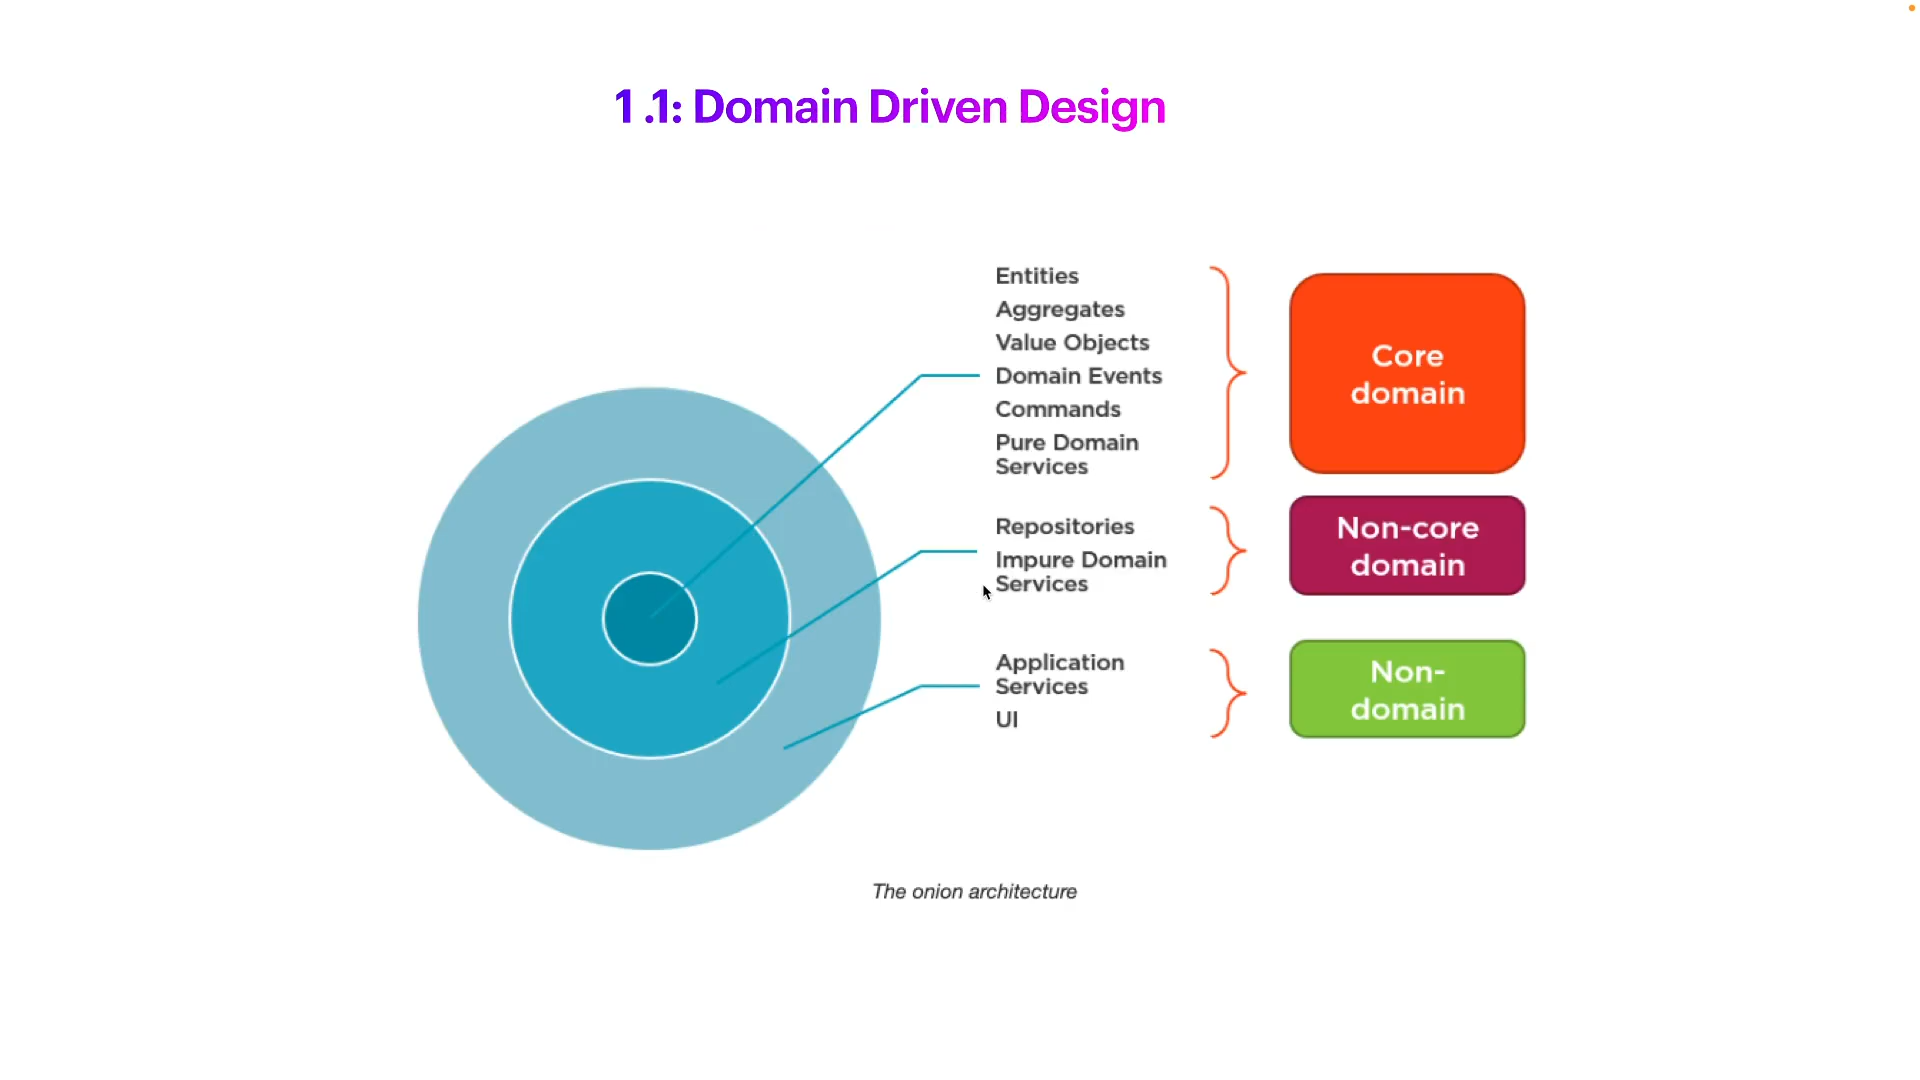 1 .1: Domain Driven Design
Entities
Aggregates
Value Objects
Domain Events
Commands
Pure Domain
Services
Core
domain
Repositories
Impure Domain
Services
Non-core
domain
Application
Services
UI
Non-
domain
The onion architecture